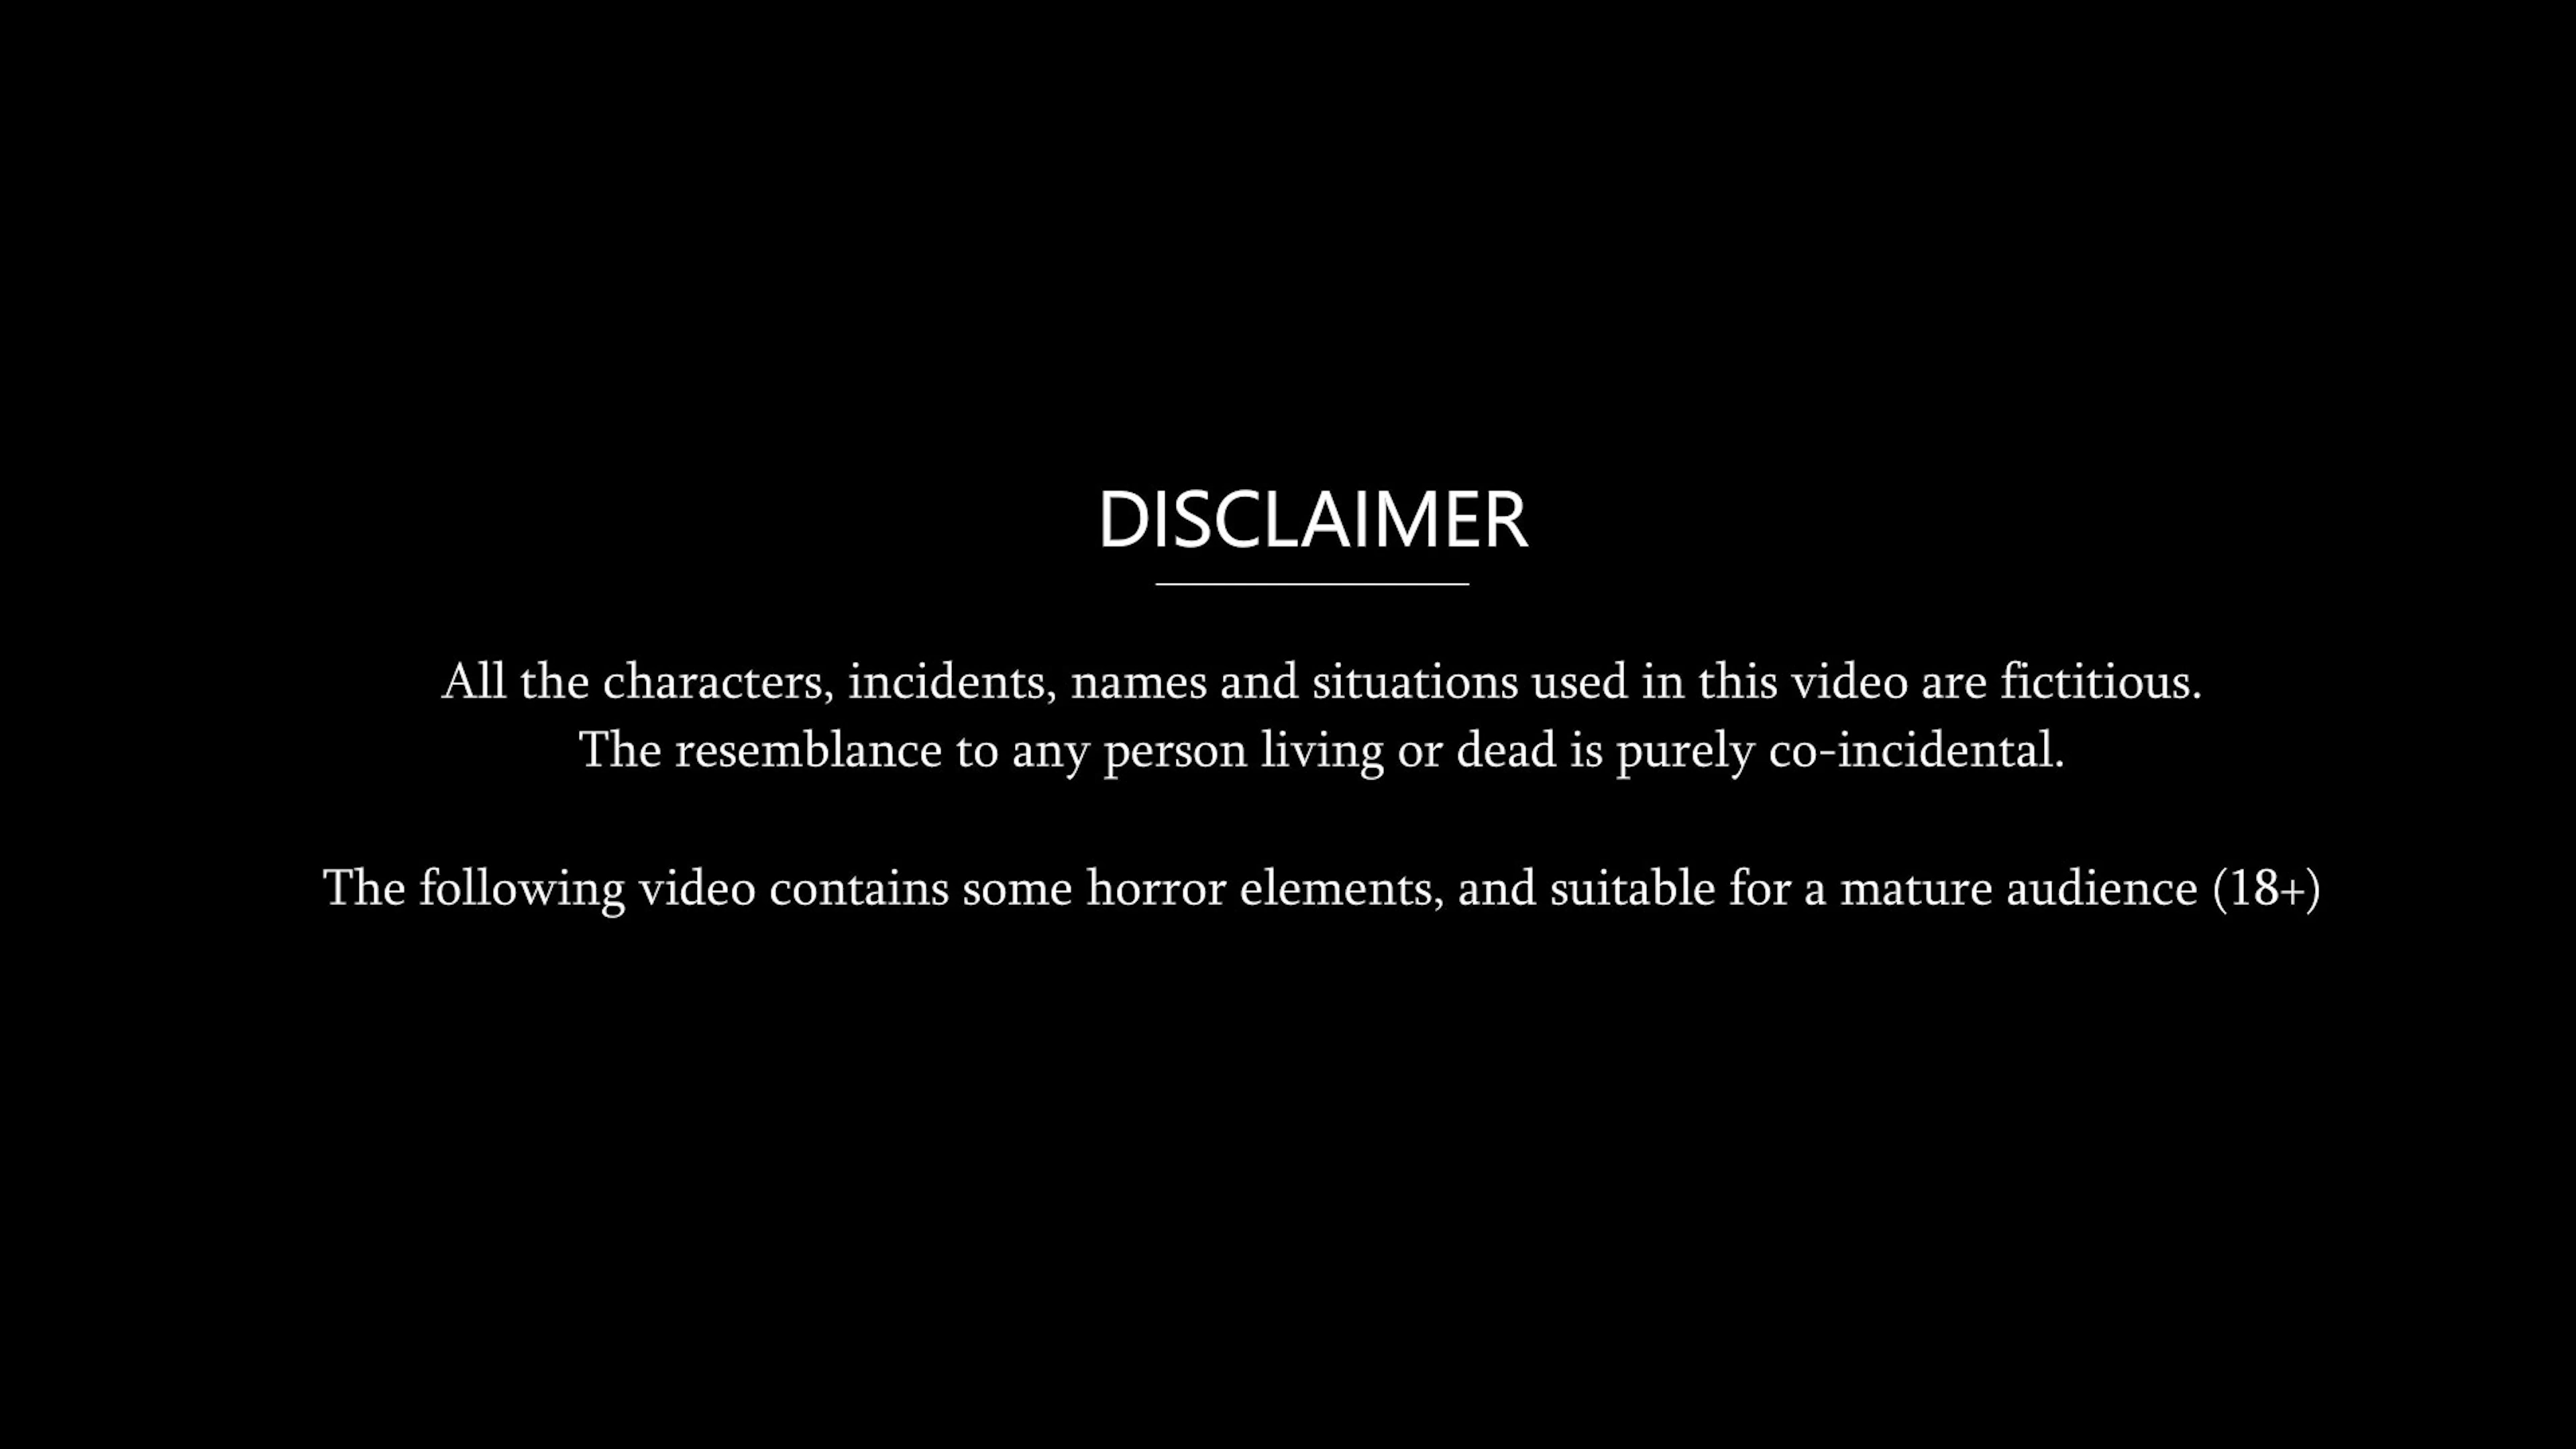 DISCLAIMER
All the characters, incidents, names and situations used in this video are fictitious.
The resemblance to any person living or dead is purely co-incidental.
The following video contains some horror elements, and suitable for a mature audience (18+)